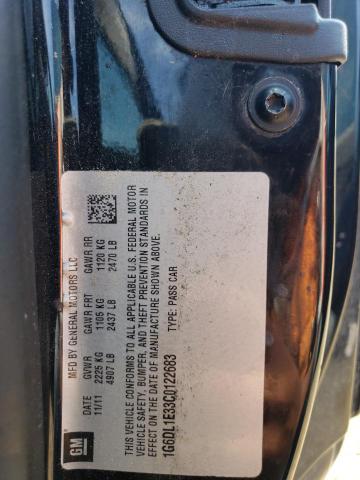 GM
MFD BY GENERAL MOTORS LLC
11/11 GVWR GAWR FRT GAWR RR
2225 KG 1105 KG 1120 KG
4907 LB 2437 LB 2470 LB
THIS VEHICLE CONFORMS TO ALL APPLICABLE U.S. FEDERAL MOTOR
VEHICLE SAFETY, BUMPER, AND THEFT PREVENTION STANDARDS IN
EFFECT ON THE DATE OF MANUFACTURE SHOWN ABOVE.
1G6DL1E33C0122683 TYPE: PASS CAR